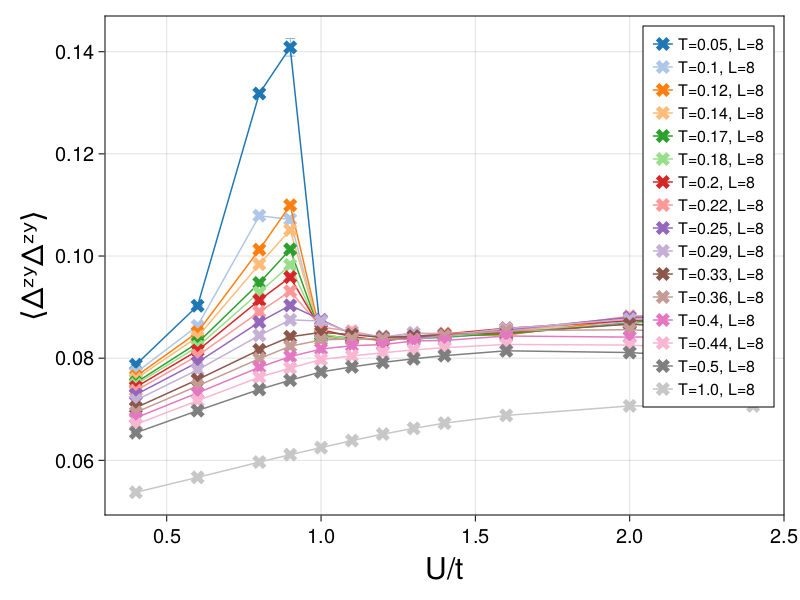 0.14
0.12
0.10
0.08
0.06
⟨Δᶻʸ Δᶻʸ⟩
T=0.05, L=8
T=0.1, L=8
T=0.12, L=8
T=0.14, L=8
T=0.17, L=8
T=0.18, L=8
T=0.2, L=8
T=0.22, L=8
T=0.25, L=8
T=0.29, L=8
T=0.33, L=8
T=0.36, L=8
T=0.4, L=8
T=0.44, L=8
T=0.5, L=8
T=1.0, L=8
0.5 1.0 1.5 2.0 2.5
U/t